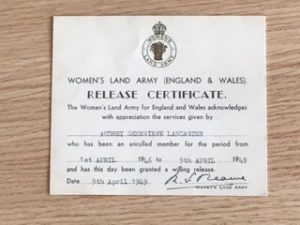 WOMEN'S LAND ARMY
WOMEN'S LAND ARMY (ENGLAND & WALES).
RELEASE CERTIFICATE.
The Women's Land Army for England and Wales acknowledges
with appreciation the services given by
AUDREY GENEVIEVE LANCASTER
who has been an enrolled member for the period from
1st APRIL 1946 to 9th APRIL 1949
and has this day been granted a willing release.
Date 9th April 1949.
WOMEN'S LAND ARMY.